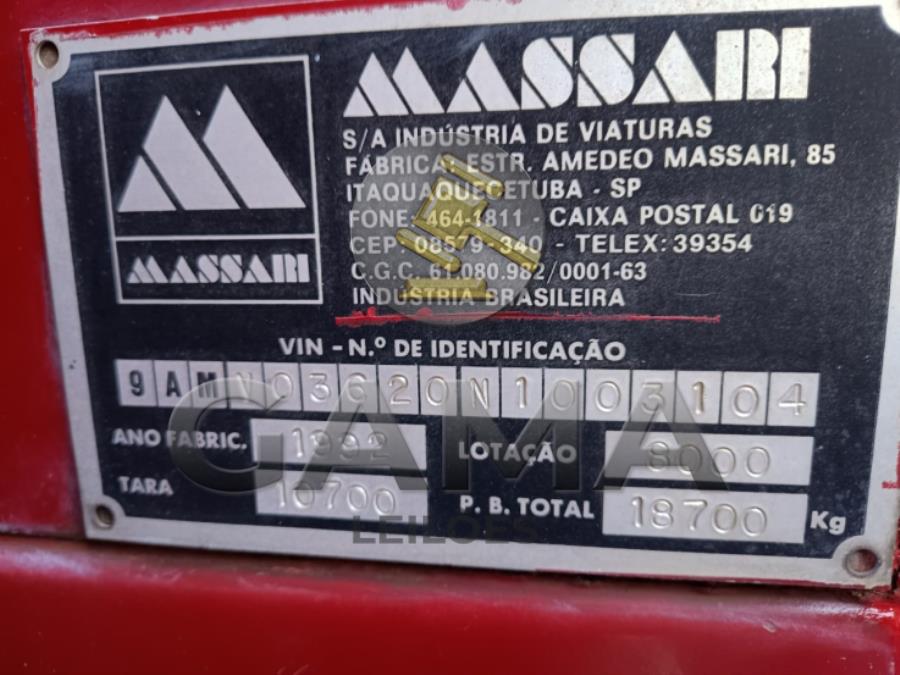 MASSARI
MASSARI
S/A INDÚSTRIA DE VIATURAS
FÁBRICA: ESTR. AMEDEO MASSARI, 85
ITAQUAQUECETUBA - SP
FONE: 464-1811 - CAIXA POSTAL 019
CEP: 08579-340 - TELEX: 39354
C.G.C. 61.080.982/0001-63
INDÚSTRIA BRASILEIRA
VIN - N.º DE IDENTIFICAÇÃO
9AMN03620N1003104
ANO FABRIC. 1992 LOTAÇÃO 8000
TARA 10700 P. B. TOTAL 18700 Kg
GAMA
LEILÕES